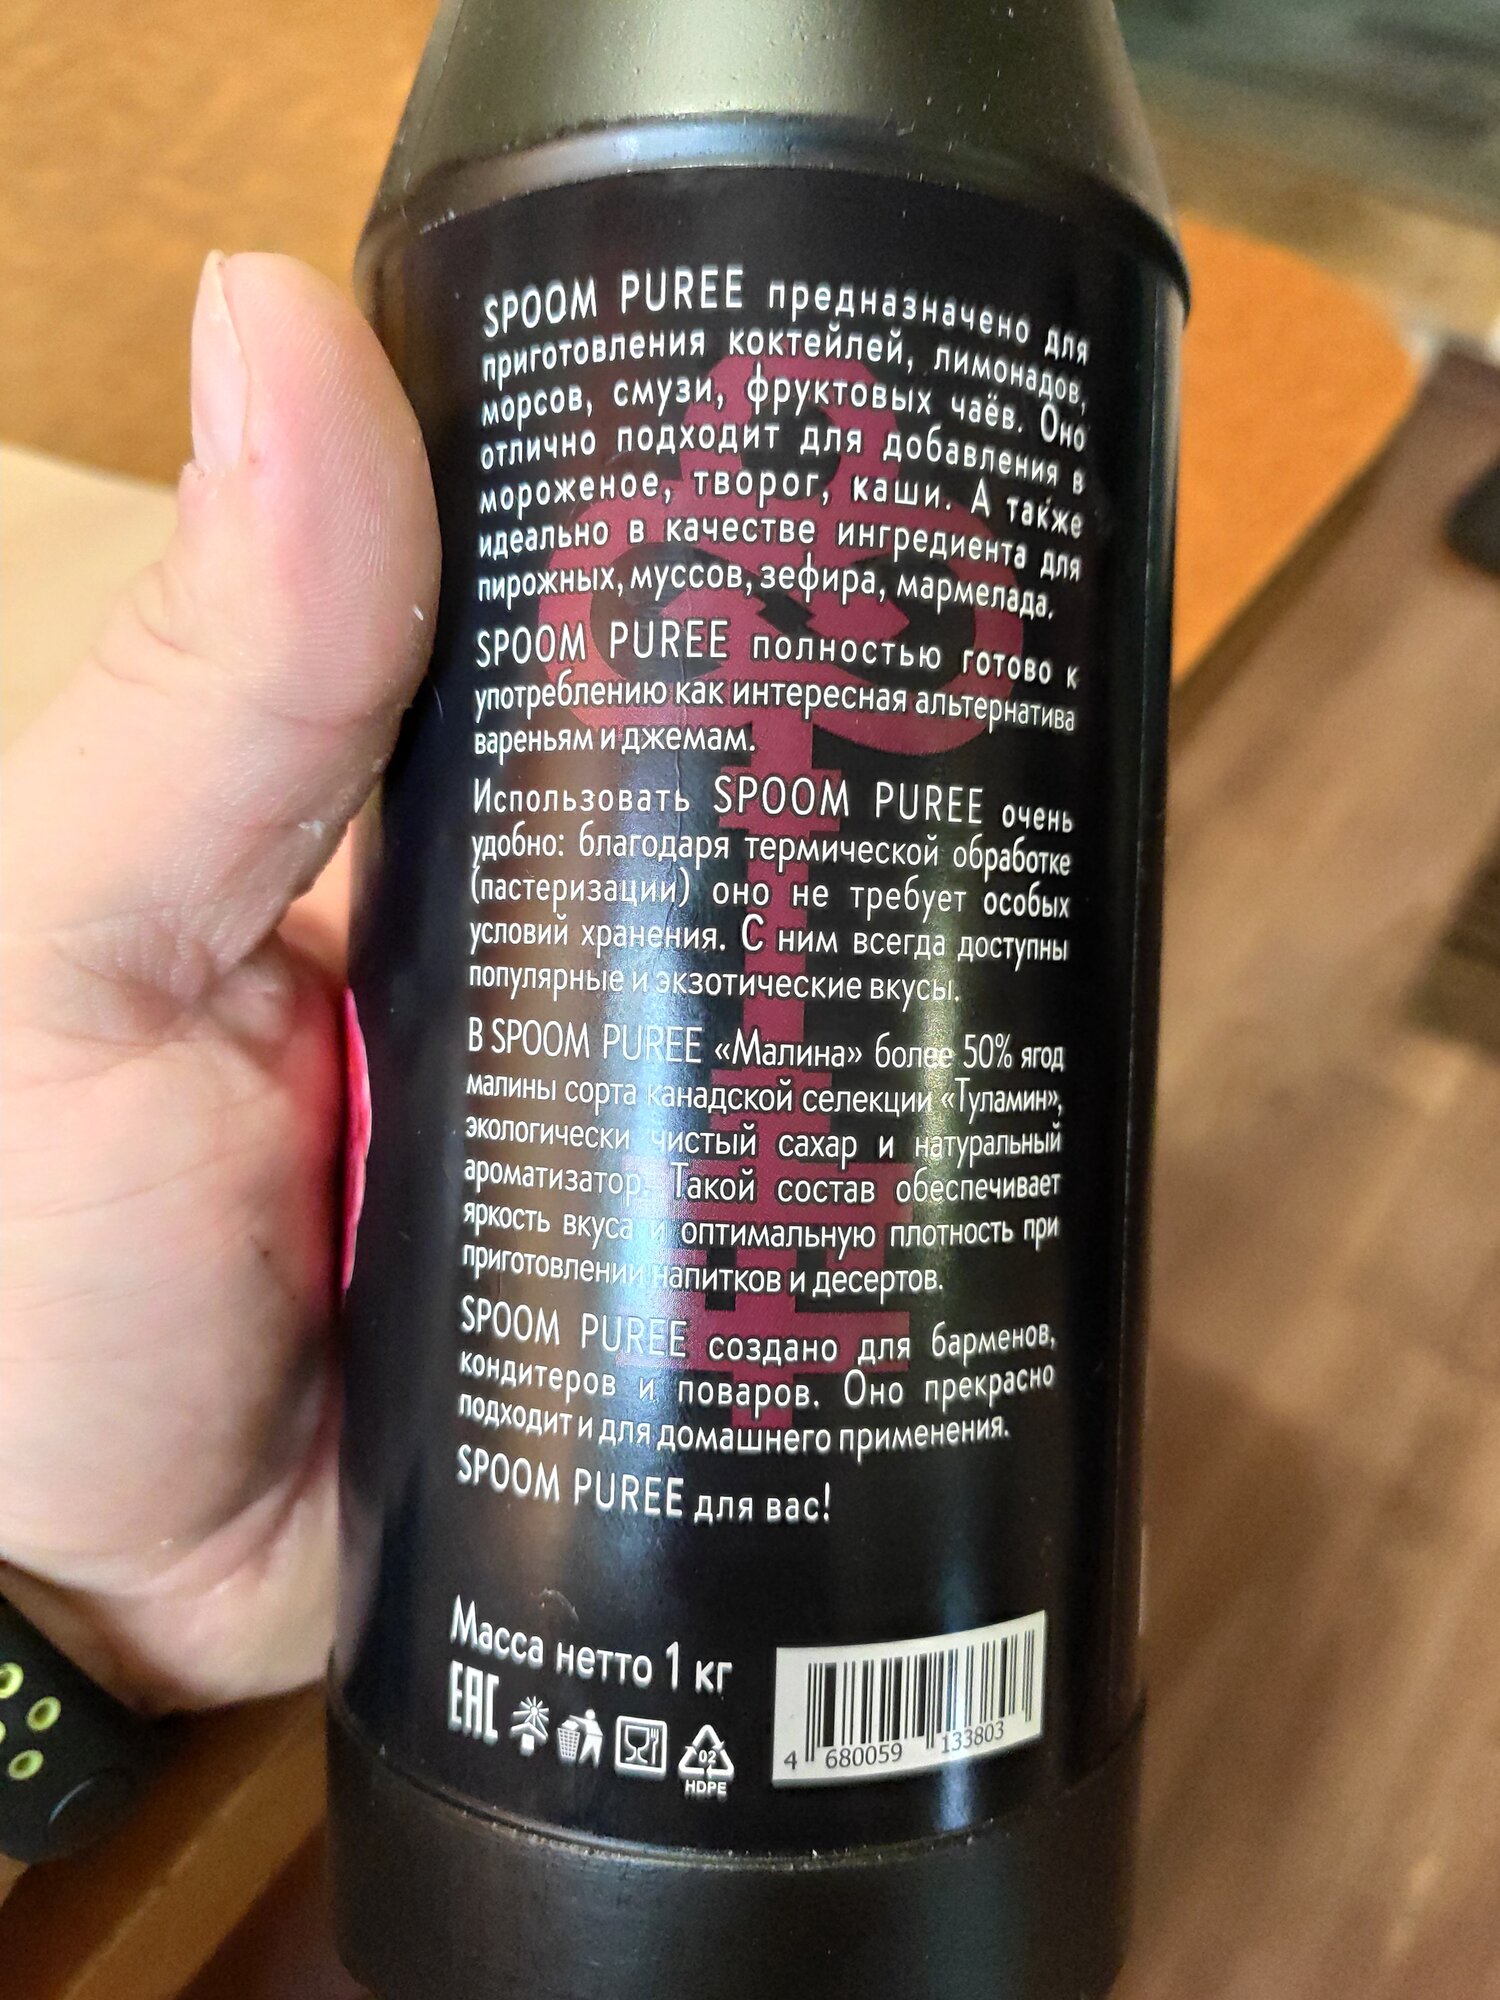 SPOOM PUREE предназначено для
приготовления коктейлей, лимонадов,
морсов, смузи, фруктовых чаёв. Оно
отлично подходит для добавления в
мороженое, творог, каши. А также
идеально в качестве ингредиента для
пирожных, муссов, зефира, мармелада.
SPOOM PUREE полностью готово к
употреблению как интересная альтернатива
вареньям и джемам.
Использовать SPOOM PUREE очень
удобно: благодаря термической обработке
(пастеризации) оно не требует особых
условий хранения. С ним всегда доступны
популярные и экзотические вкусы.
В SPOOM PUREE «Малина» более 50% ягод
малины сорта канадской селекции «Туламин»,
экологически чистый сахар и натуральный
ароматизатор. Такой состав обеспечивает
яркость вкуса и оптимальную плотность при
приготовлении напитков и десертов.
SPOOM PUREE создано для барменов,
кондитеров и поваров. Оно прекрасно
подходит и для домашнего применения.
SPOOM PUREE для вас!
Масса нетто 1 кг
EAC
02
HDPE
4 680059 133803